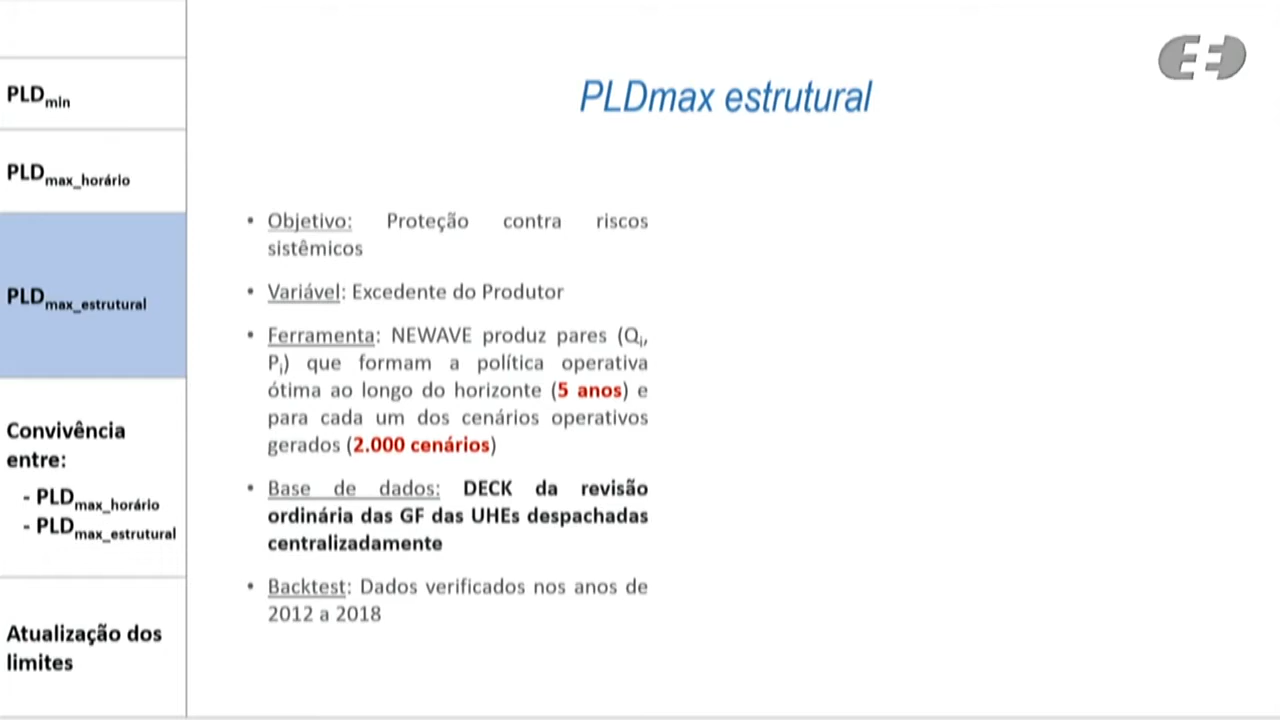 PLDmin
PLDmax_horário
PLDmax_estrutural
Convivência
entre:
- PLDmax_horário
- PLDmax_estrutural
Atualização dos
limites
PLDmax estrutural
• Objetivo: Proteção contra riscos
sistêmicos
• Variável: Excedente do Produtor
• Ferramenta: NEWAVE produz pares (Qi,
Pi) que formam a política operativa
ótima ao longo do horizonte (5 anos) e
para cada um dos cenários operativos
gerados (2.000 cenários)
• Base de dados: DECK da revisão
ordinária das GF das UHEs despachadas
centralizadamente
• Backtest: Dados verificados nos anos de
2012 a 2018